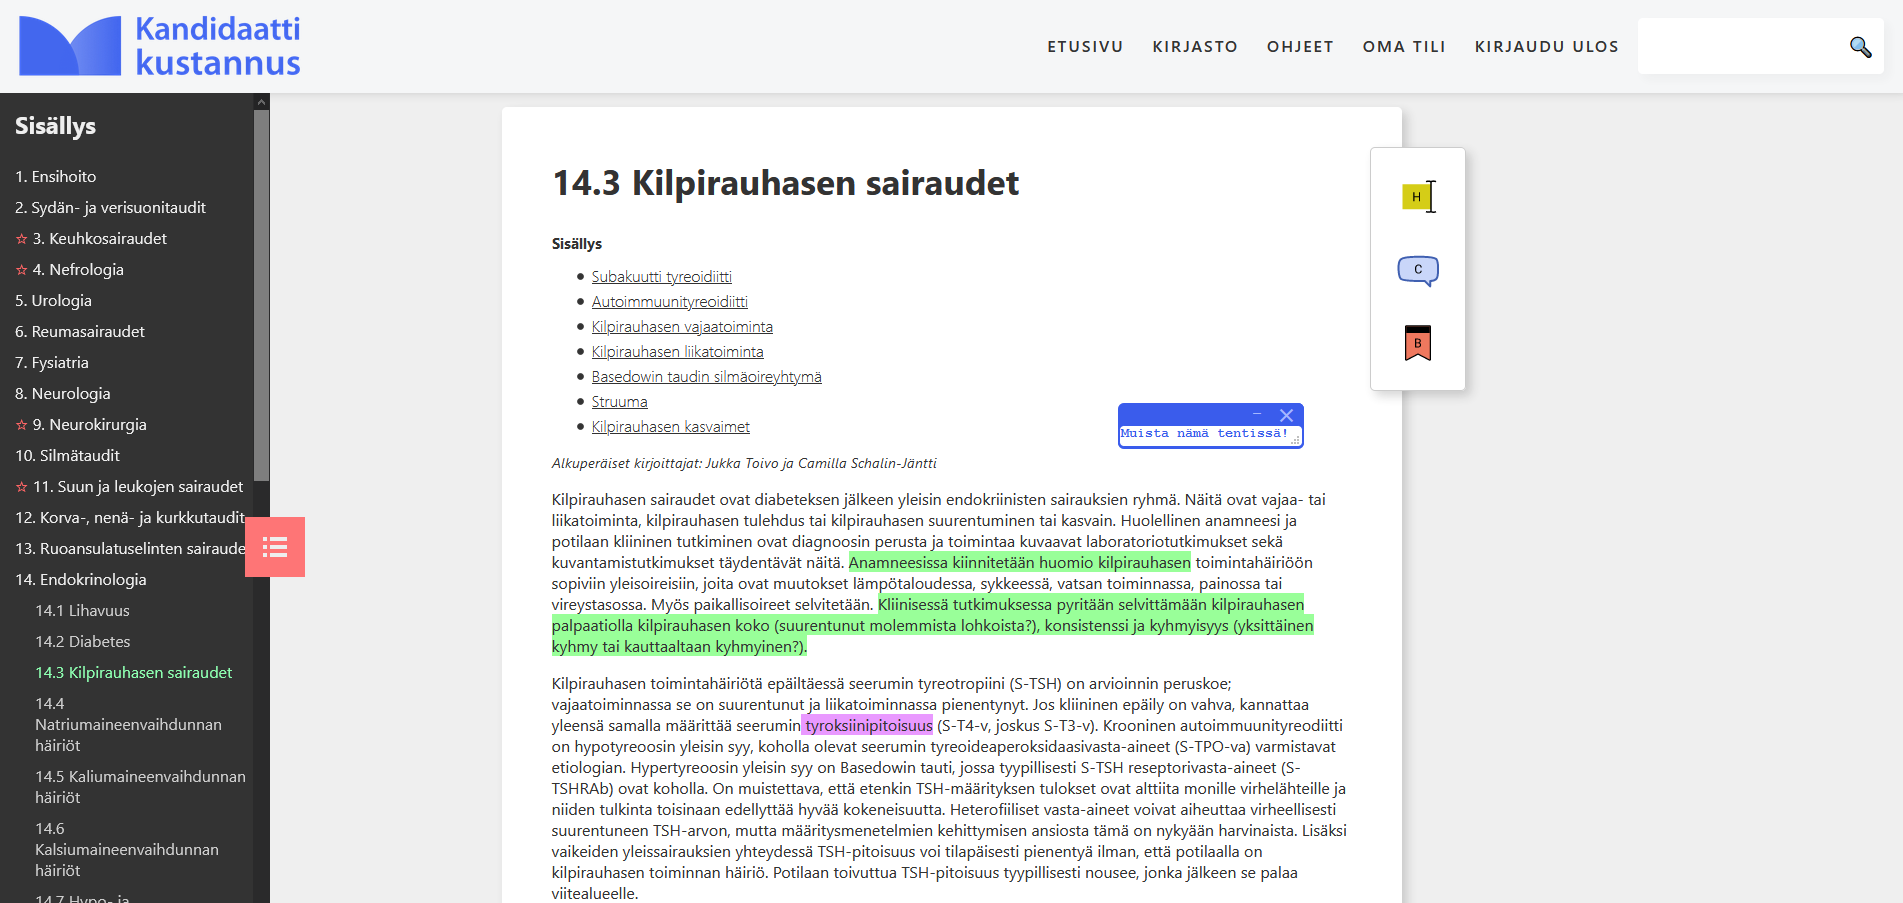 Kandidaatti
kustannus
ETUSIVU KIRJASTO OHJEET OMA TILI KIRJAUDU ULOS
Sisällys
1. Ensihoito
2. Sydän- ja verisuonitaudit
☆ 3. Keuhkosairaudet
☆ 4. Nefrologia
5. Urologia
6. Reumasairaudet
7. Fysiatria
8. Neurologia
☆ 9. Neurokirurgia
10. Silmätaudit
☆ 11. Suun ja leukojen sairaudet
12. Korva-, nenä- ja kurkkutaudit
13. Ruoansulatuselinten sairaude
14. Endokrinologia
14.1 Lihavuus
14.2 Diabetes
14.3 Kilpirauhasen sairaudet
14.4
Natriumaineenvaihdunnan
häiriöt
14.5 Kaliumaineenvaihdunnan
häiriöt
14.6
Kalsiumaineenvaihdunnan
häiriöt
14.7 Hypo- ja
14.3 Kilpirauhasen sairaudet
Sisällys
Subakuutti tyreoidiitti
Autoimmuunityreoidiitti
Kilpirauhasen vajaatoiminta
Kilpirauhasen liikatoiminta
Basedowin taudin silmäoireyhtymä
Struuma
Kilpirauhasen kasvaimet
Muista nämä tentissä!
H
C
B
Alkuperäiset kirjoittajat: Jukka Toivo ja Camilla Schalin-Jäntti
Kilpirauhasen sairaudet ovat diabeteksen jälkeen yleisin endokriinisten sairauksien ryhmä. Näitä ovat vajaa- tai
liikatoiminta, kilpirauhasen tulehdus tai kilpirauhasen suurentuminen tai kasvain. Huolellinen anamneesi ja
potilaan kliininen tutkiminen ovat diagnoosin perusta ja toimintaa kuvaavat laboratoriotutkimukset sekä
kuvantamistutkimukset täydentävät näitä. Anamneesissa kiinnitetään huomio kilpirauhasen toimintahäiriöön
sopiviin yleisoireisiin, joita ovat muutokset lämpötaloudessa, sykkeessä, vatsan toiminnassa, painossa tai
vireystasossa. Myös paikallisoireet selvitetään. Kliinisessä tutkimuksessa pyritään selvittämään kilpirauhasen
palpaatiolla kilpirauhasen koko (suurentunut molemmista lohkoista?), konsistenssi ja kyhmyisyys (yksittäinen
kyhmy tai kauttaaltaan kyhmyinen?).
Kilpirauhasen toimintahäiriötä epäiltäessä seerumin tyreotropiini (S-TSH) on arvioinnin peruskoe;
vajaatoiminnassa se on suurentunut ja liikatoiminnassa pienentynyt. Jos kliininen epäily on vahva, kannattaa
yleensä samalla määrittää seerumin tyroksiinipitoisuus (S-T4-v, joskus S-T3-v). Krooninen autoimmuunityreodiitti
on hypotyreoosin yleisin syy, koholla olevat seerumin tyreoideaperoksidaasivasta-aineet (S-TPO-va) varmistavat
etiologian. Hypertyreoosin yleisin syy on Basedowin tauti, jossa tyypillisesti S-TSH reseptorivasta-aineet (S-
TSHRAb) ovat koholla. On muistettava, että etenkin TSH-määrityksen tulokset ovat alttiita monille virhelähteille ja
niiden tulkinta toisinaan edellyttää hyvää kokeneisuutta. Heterofiiliset vasta-aineet voivat aiheuttaa virheellisesti
suurentuneen TSH-arvon, mutta määritysmenetelmien kehittymisen ansiosta tämä on nykyään harvinaista. Lisäksi
vaikeiden yleissairauksien yhteydessä TSH-pitoisuus voi tilapäisesti pienentyä ilman, että potilaalla on
kilpirauhasen toiminnan häiriö. Potilaan toivuttua TSH-pitoisuus tyypillisesti nousee, jonka jälkeen se palaa
viitealueelle.